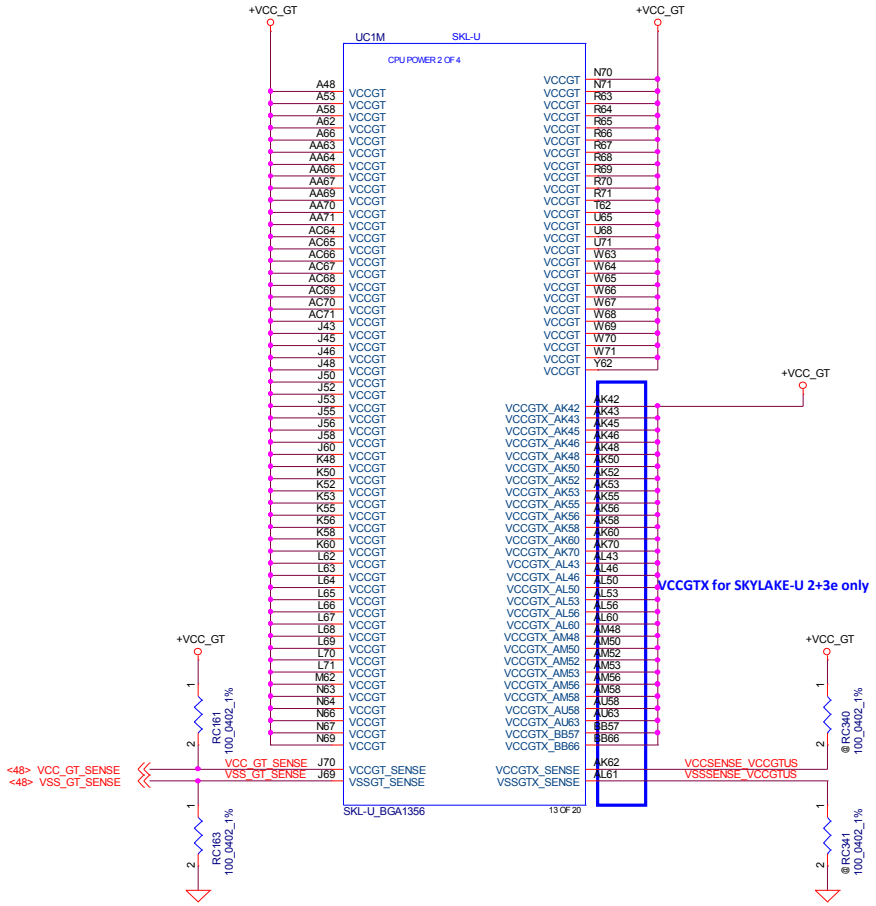 +VCC_GT
+VCC_GT
UC1M
SKL-U
CPU POWER 2 OF 4
A48 VCCGT
A53 VCCGT
A58 VCCGT
A62 VCCGT
A66 VCCGT
AA63 VCCGT
AA64 VCCGT
AA66 VCCGT
AA67 VCCGT
AA69 VCCGT
AA70 VCCGT
AA71 VCCGT
AC64 VCCGT
AC65 VCCGT
AC66 VCCGT
AC67 VCCGT
AC68 VCCGT
AC69 VCCGT
AC70 VCCGT
AC71 VCCGT
J43 VCCGT
J45 VCCGT
J46 VCCGT
J48 VCCGT
J50 VCCGT
J52 VCCGT
J53 VCCGT
J55 VCCGT
J56 VCCGT
J58 VCCGT
J60 VCCGT
K48 VCCGT
K50 VCCGT
K52 VCCGT
K53 VCCGT
K55 VCCGT
K56 VCCGT
K58 VCCGT
K60 VCCGT
L62 VCCGT
L63 VCCGT
L64 VCCGT
L65 VCCGT
L66 VCCGT
L67 VCCGT
L68 VCCGT
L69 VCCGT
L70 VCCGT
L71 VCCGT
M62 VCCGT
N63 VCCGT
N64 VCCGT
N66 VCCGT
N67 VCCGT
N69 VCCGT
VCCGT N70
VCCGT N71
VCCGT R63
VCCGT R64
VCCGT R65
VCCGT R66
VCCGT R67
VCCGT R68
VCCGT R69
VCCGT R70
VCCGT R71
VCCGT T62
VCCGT U65
VCCGT U68
VCCGT U71
VCCGT W63
VCCGT W64
VCCGT W65
VCCGT W66
VCCGT W67
VCCGT W68
VCCGT W69
VCCGT W70
VCCGT W71
VCCGT Y62
+VCC_GT
VCCGTX_AK42 AK42
VCCGTX_AK43 AK43
VCCGTX_AK45 AK45
VCCGTX_AK46 AK46
VCCGTX_AK48 AK48
VCCGTX_AK50 AK50
VCCGTX_AK52 AK52
VCCGTX_AK53 AK53
VCCGTX_AK55 AK55
VCCGTX_AK56 AK56
VCCGTX_AK58 AK58
VCCGTX_AK60 AK60
VCCGTX_AK70 AK70
VCCGTX_AL43 AL43
VCCGTX_AL46 AL46
VCCGTX_AL50 AL50
VCCGTX_AL53 AL53
VCCGTX_AL56 AL56
VCCGTX_AL60 AL60
VCCGTX_AM48 AM48
VCCGTX_AM50 AM50
VCCGTX_AM52 AM52
VCCGTX_AM53 AM53
VCCGTX_AM56 AM56
VCCGTX_AM58 AM58
VCCGTX_AU58 AU58
VCCGTX_AU63 AU63
VCCGTX_BB57 BB57
VCCGTX_BB66 BB66
VCCGTX for SKYLAKE-U 2+3e only
+VCC_GT
1
2
RC161
100_0402_1%
+VCC_GT
1
2
@RC340
100_0402_1%
<48> VCC_GT_SENSE
VCC_GT_SENSE J70 VCCGT_SENSE
<48> VSS_GT_SENSE
VSS_GT_SENSE J69 VSSGT_SENSE
VCCGTX_SENSE AK62 VCCSENSE_VCCGTUS
VSSGTX_SENSE AL61 VSSSENSE_VCCGTUS
SKL-U_BGA1356
13 OF 20
1
2
RC163
100_0402_1%
1
2
@RC341
100_0402_1%